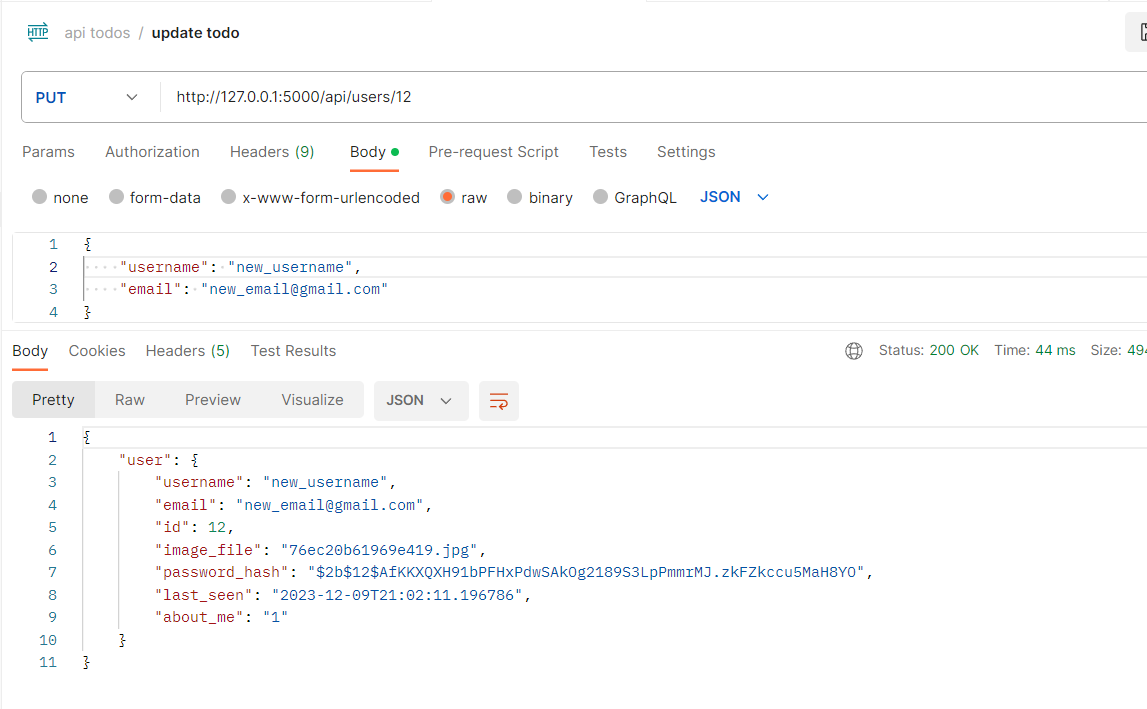 HTTP api todos / update todo
PUT http://127.0.0.1:5000/api/users/12
Params Authorization Headers (9) Body Pre-request Script Tests Settings
none form-data x-www-form-urlencoded raw binary GraphQL JSON
1 {
2 "username": "new_username",
3 "email": "new_email@gmail.com"
4 }
Body Cookies Headers (5) Test Results Status: 200 OK Time: 44 ms Size: 494
Pretty Raw Preview Visualize JSON
1 {
2 "user": {
3 "username": "new_username",
4 "email": "new_email@gmail.com",
5 "id": 12,
6 "image_file": "76ec20b61969e419.jpg",
7 "password_hash": "$2b$12$AfKKXQXH91bPFHxPdwSAkOg2189S3LpPmmrMJ.zkFZkccu5MaH8YO",
8 "last_seen": "2023-12-09T21:02:11.196786",
9 "about_me": "1"
10 }
11 }